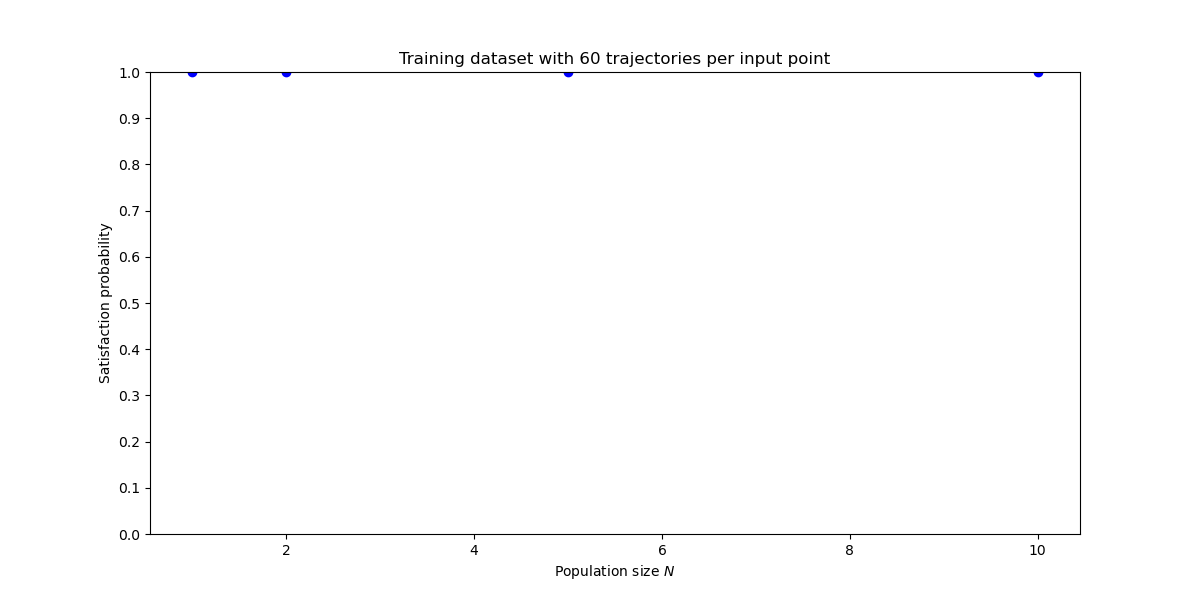 Training dataset with 60 trajectories per input point
1.0
0.9
0.8
0.7
0.6
0.5
0.4
0.3
0.2
0.1
0.0
Satisfaction probability
2 4 6 8 10
Population size N